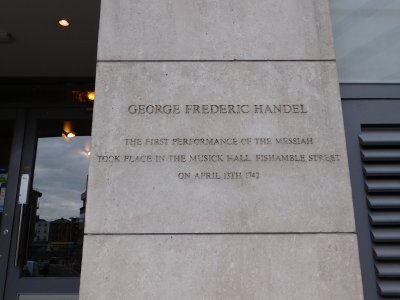 GEORGE FREDERIC HANDEL
THE FIRST PERFORMANCE OF THE MESSIAH
TOOK PLACE IN THE MUSICK HALL FISHAMBLE STREET
ON APRIL 13TH 1742